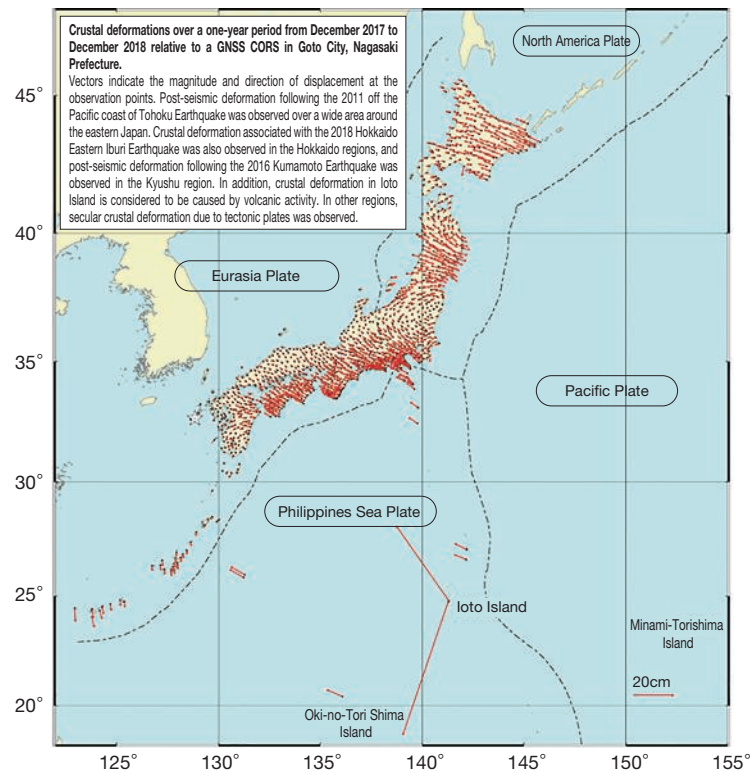 Crustal deformations over a one-year period from December 2017 to
December 2018 relative to a GNSS CORS in Goto City, Nagasaki
Prefecture.
Vectors indicate the magnitude and direction of displacement at the
observation points. Post-seismic deformation following the 2011 off the
Pacific coast of Tohoku Earthquake was observed over a wide area around
the eastern Japan. Crustal deformation associated with the 2018 Hokkaido
Eastern Iburi Earthquake was also observed in the Hokkaido regions, and
post-seismic deformation following the 2016 Kumamoto Earthquake was
observed in the Kyushu region. In addition, crustal deformation in Ioto
Island is considered to be caused by volcanic activity. In other regions,
secular crustal deformation due to tectonic plates was observed.
North America Plate
45°
40°
Eurasia Plate
35°
Pacific Plate
30°
Philippines Sea Plate
25°
Ioto Island
Minami-Torishima
Island
20cm
20°
Oki-no-Tori Shima
Island
125°
130°
135°
140°
145°
150°
155°